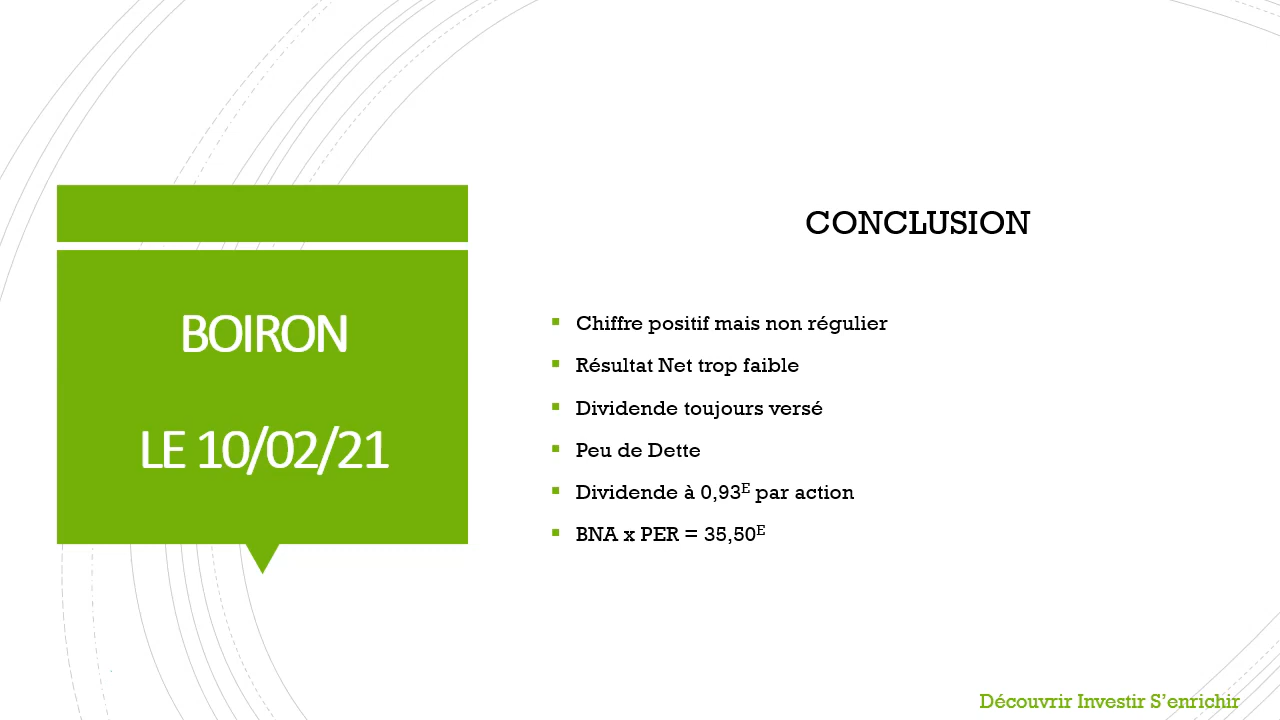 BOIRON
LE 10/02/21
CONCLUSION
▪ Chiffre positif mais non régulier
▪ Résultat Net trop faible
▪ Dividende toujours versé
▪ Peu de Dette
▪ Dividende à 0,93ᴱ par action
▪ BNA x PER = 35,50ᴱ
Découvrir Investir S’enrichir